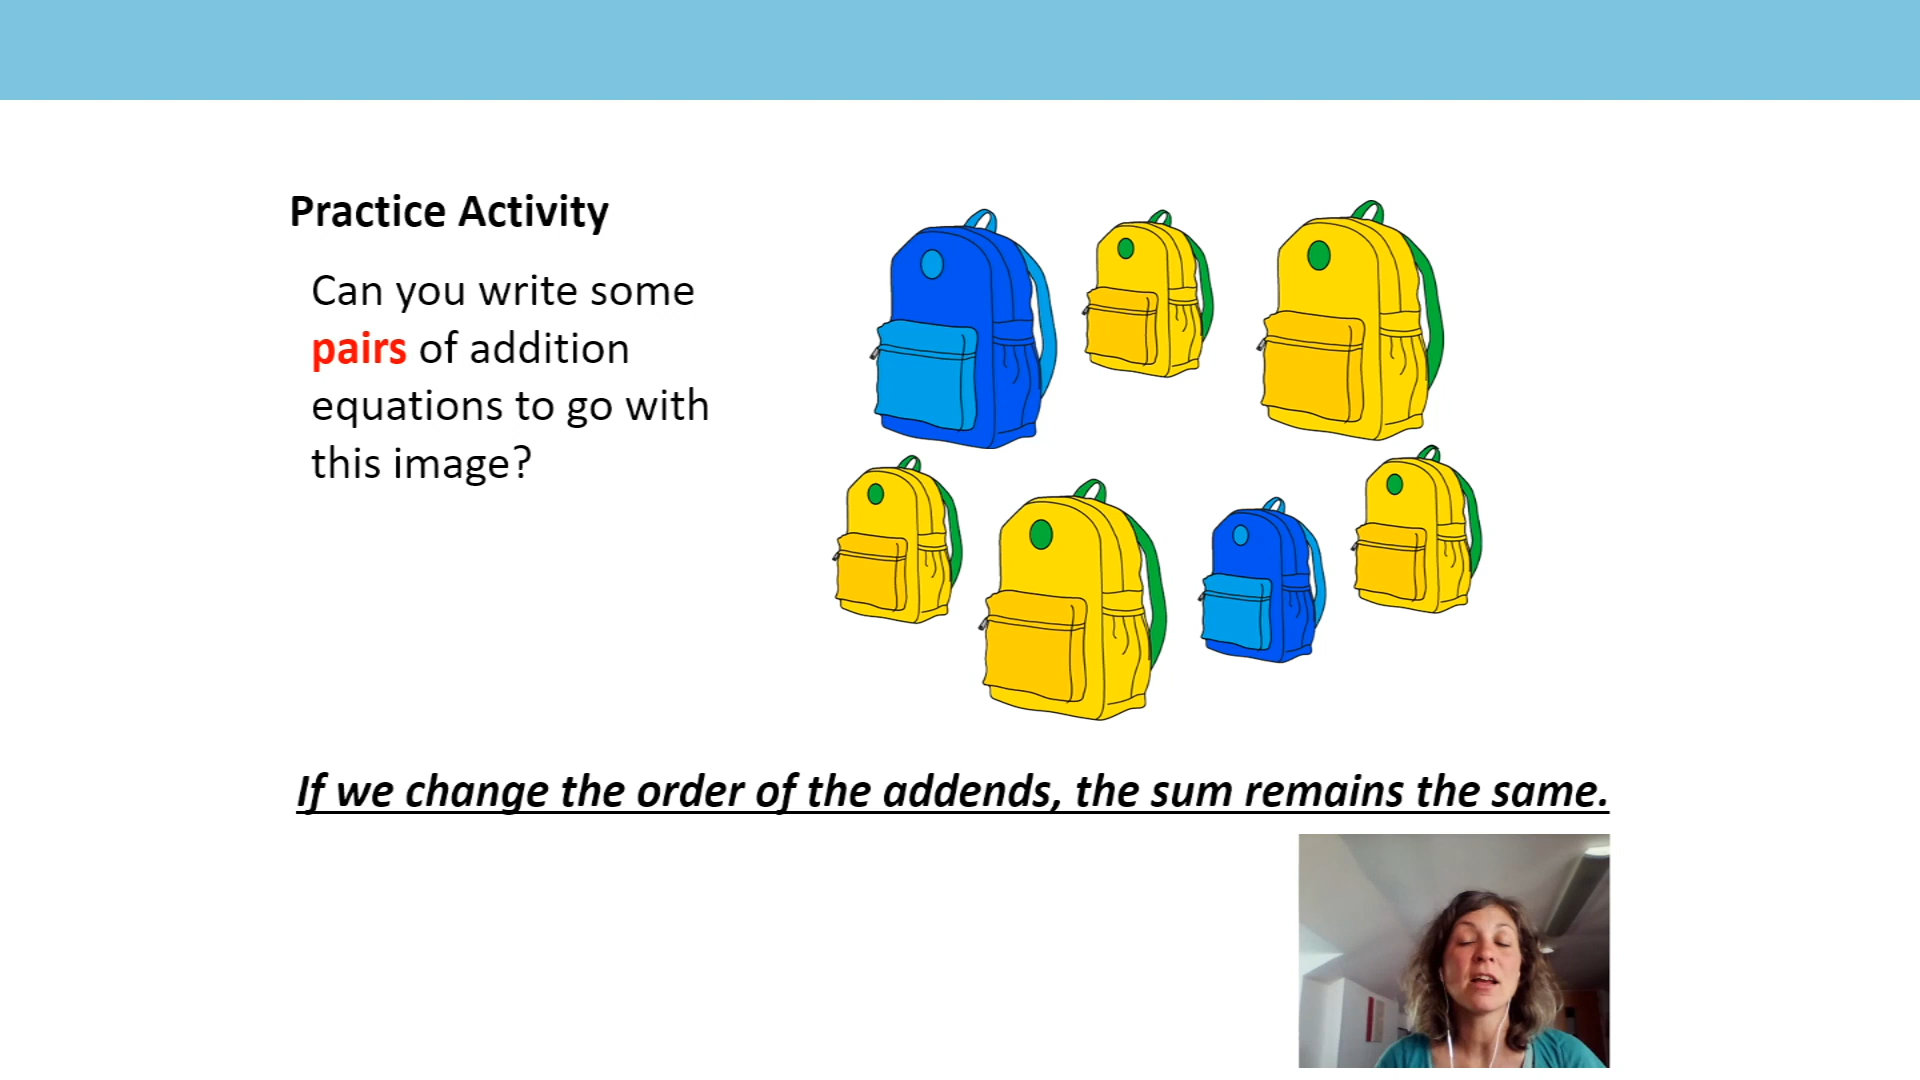 Practice Activity
Can you write some
pairs of addition
equations to go with
this image?
If we change the order of the addends, the sum remains the same.